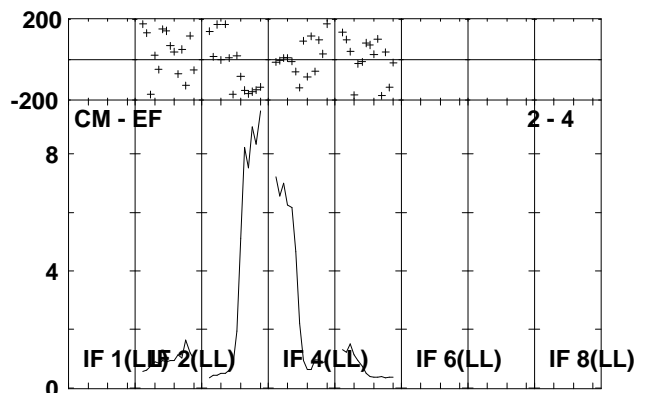 200
-200
CM - EF 2 - 4
8
4
IF 1(LL) IF 2(LL) IF 4(LL) IF 6(LL) IF 8(LL)
0